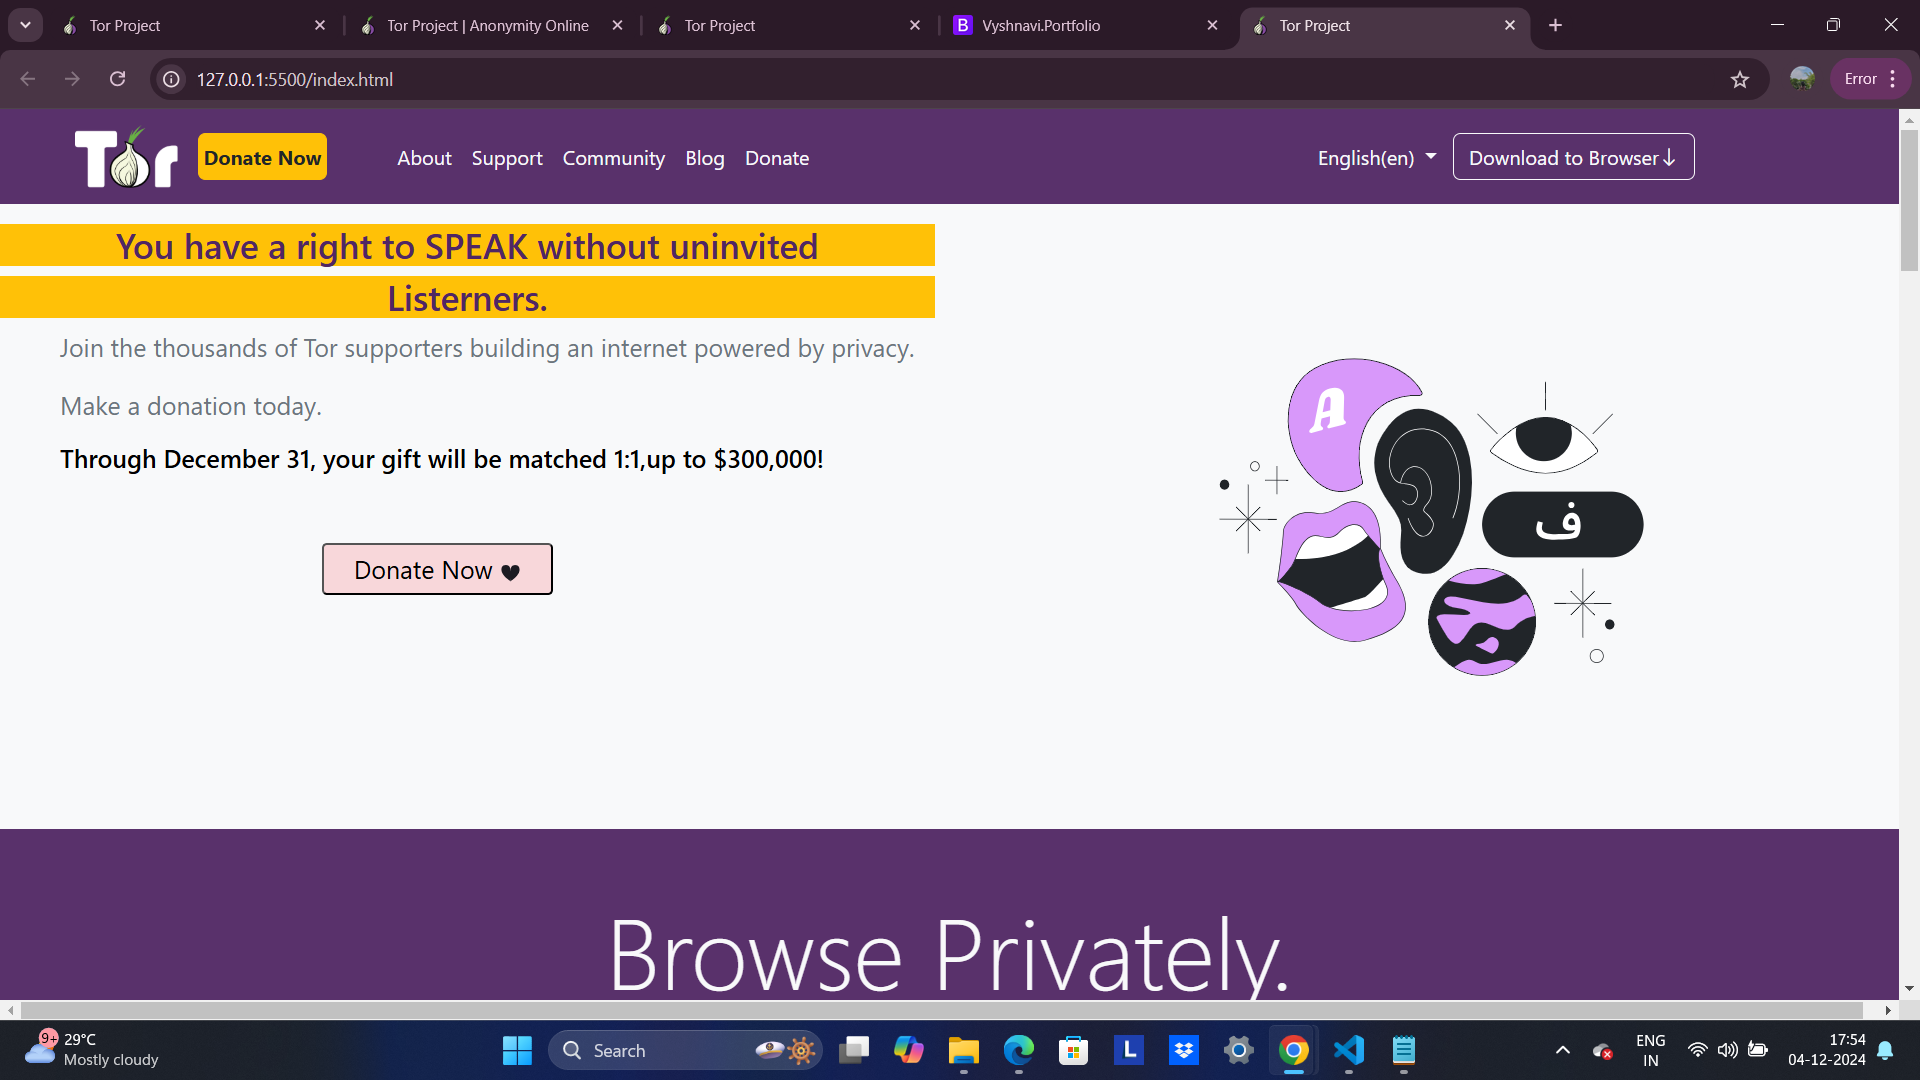 Tor Project
Tor Project | Anonymity Online
Tor Project
B
Vyshnavi.Portfolio
Tor Project
127.0.0.1:5500/index.html
Error
Tor
Donate Now
About
Support
Community
Blog
Donate
English(en)
Download to Browser↓
You have a right to SPEAK without uninvited
Listerners.
Join the thousands of Tor supporters building an internet powered by privacy.
Make a donation today.
Through December 31, your gift will be matched 1:1,up to $300,000!
Donate Now
A
ف
Browse Privately.
9+
29°C
Mostly cloudy
Search
L
ENG
IN
17:54
04-12-2024